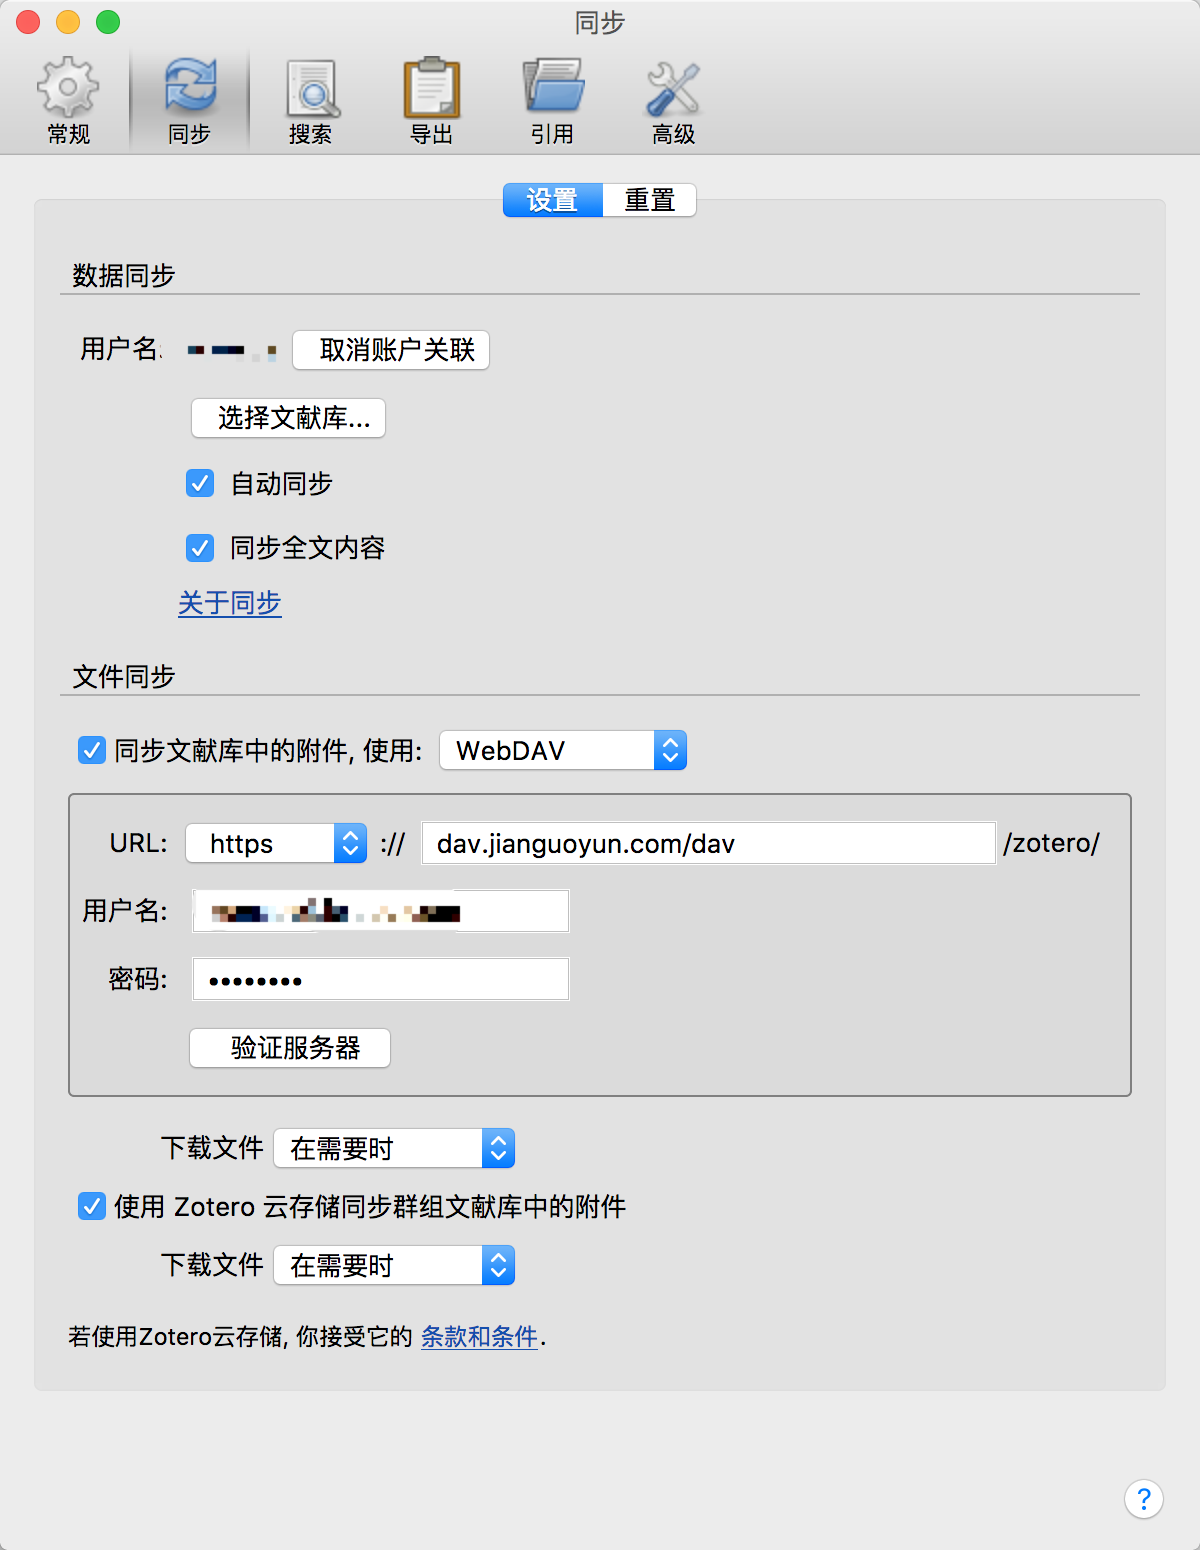 同步
常规 同步 搜索 导出 引用 高级
设置 重置
数据同步
用户名: 取消账户关联
选择文献库...
自动同步
同步全文内容
关于同步
文件同步
同步文献库中的附件, 使用: WebDAV
URL: https :// dav.jianguoyun.com/dav /zotero/
用户名:
密码: ••••••••
验证服务器
下载文件 在需要时
使用 Zotero 云存储同步群组文献库中的附件
下载文件 在需要时
若使用Zotero云存储, 你接受它的 条款和条件.
?